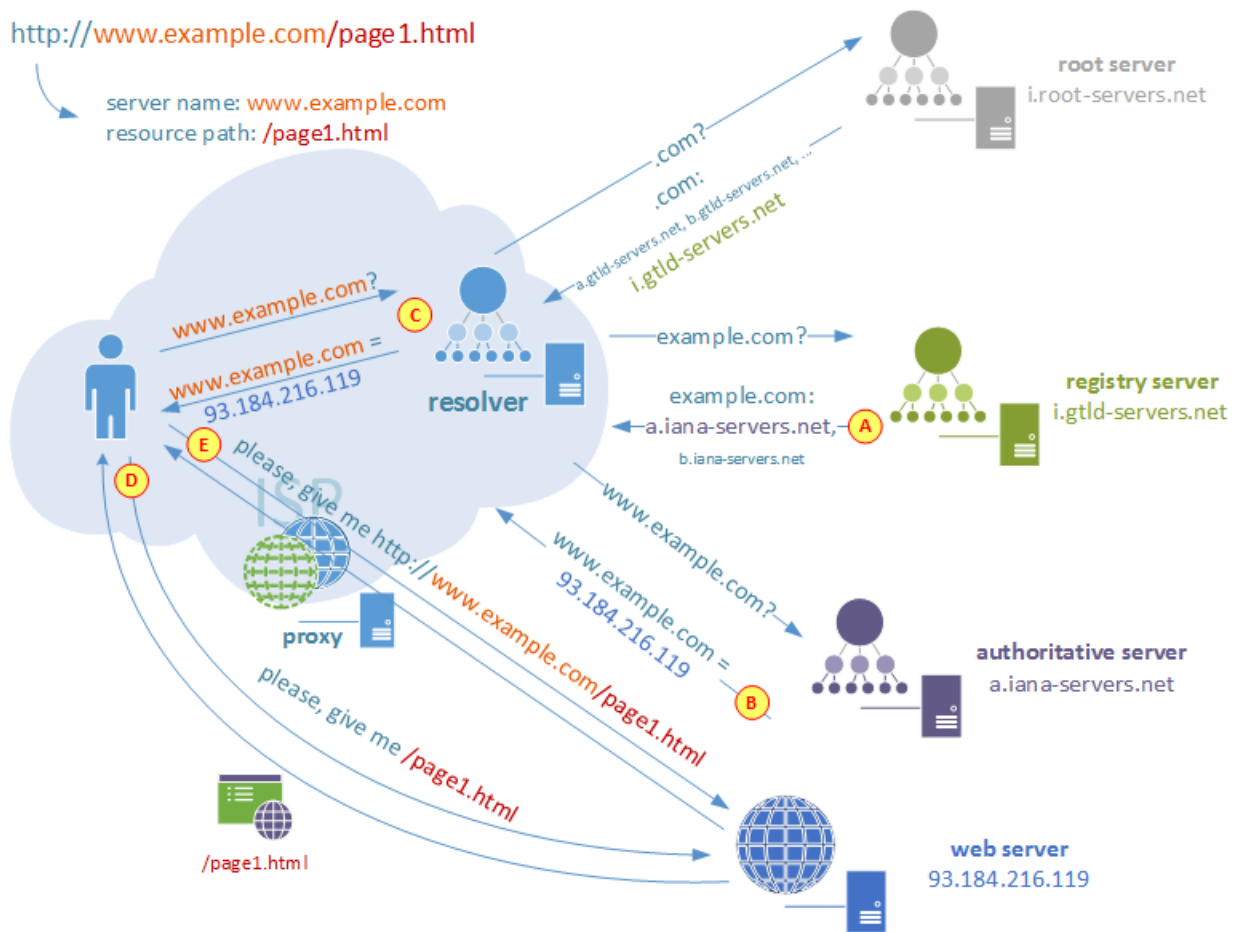 http://www.example.com/page1.html
server name: www.example.com
resource path: /page1.html
root server
i.root-servers.net
.com?
.com:
a.gtld-servers.net, b.gtld-servers.net, ...
i.gtld-servers.net
www.example.com?
C
www.example.com =
93.184.216.119
resolver
example.com?
registry server
i.gtld-servers.net
example.com:
a.iana-servers.net,
A
b.iana-servers.net
E
D
ISP
please, give me http://www.example.com/page1.html
www.example.com?
www.example.com =
93.184.216.119
B
proxy
authoritative server
a.iana-servers.net
please, give me /page1.html
/page1.html
web server
93.184.216.119